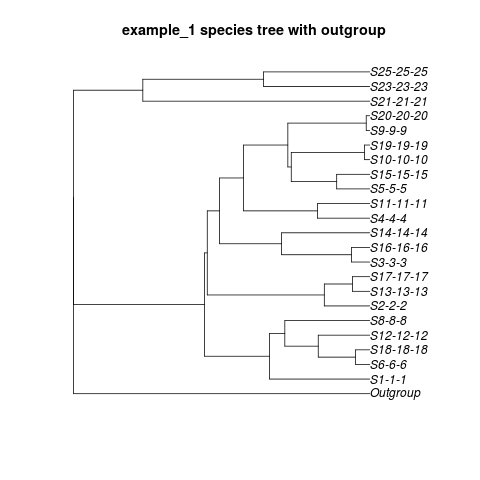 example_1 species tree with outgroup
S25-25-25
S23-23-23
S21-21-21
S20-20-20
S9-9-9
S19-19-19
S10-10-10
S15-15-15
S5-5-5
S11-11-11
S4-4-4
S14-14-14
S16-16-16
S3-3-3
S17-17-17
S13-13-13
S2-2-2
S8-8-8
S12-12-12
S18-18-18
S6-6-6
S1-1-1
Outgroup